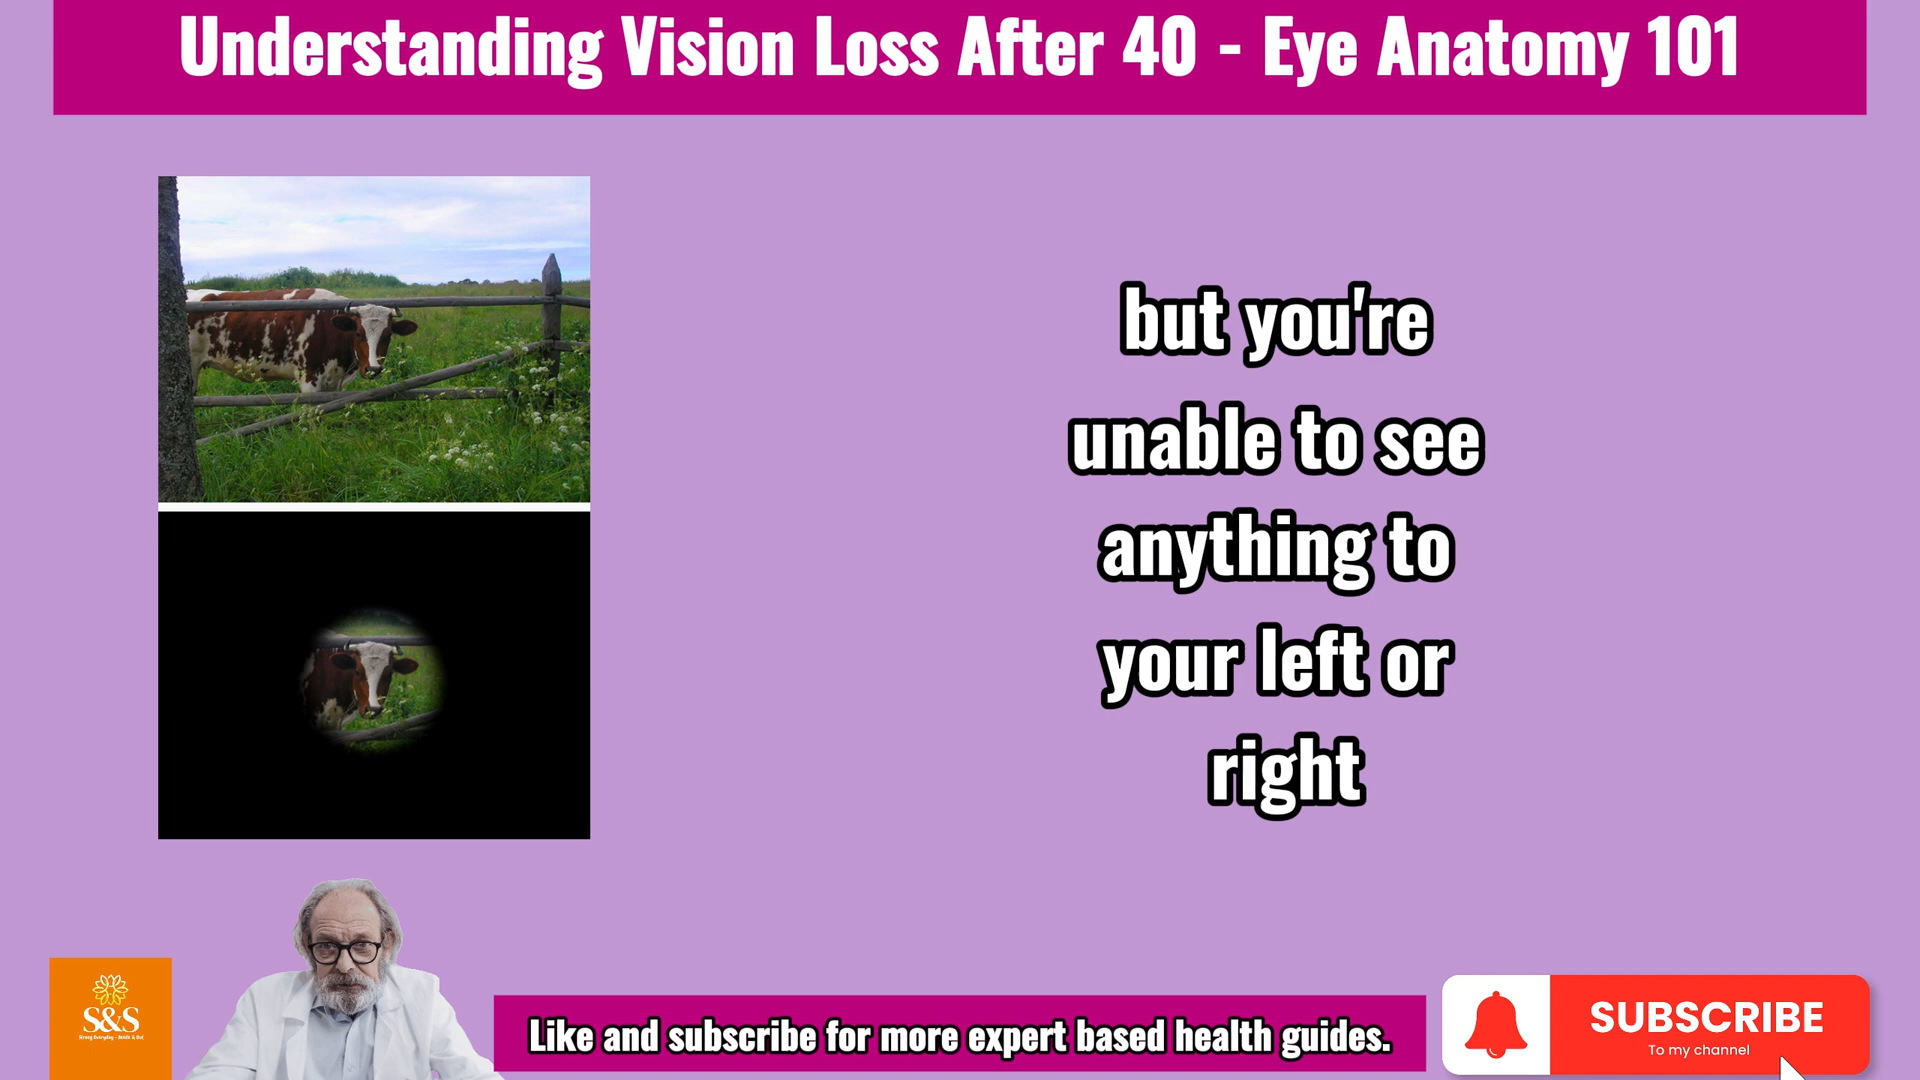 Understanding Vision Loss After 40 - Eye Anatomy 101
but you're
unable to see
anything to
your left or
right
S&S
Like and subscribe for more expert based health guides.
SUBSCRIBE
To my channel